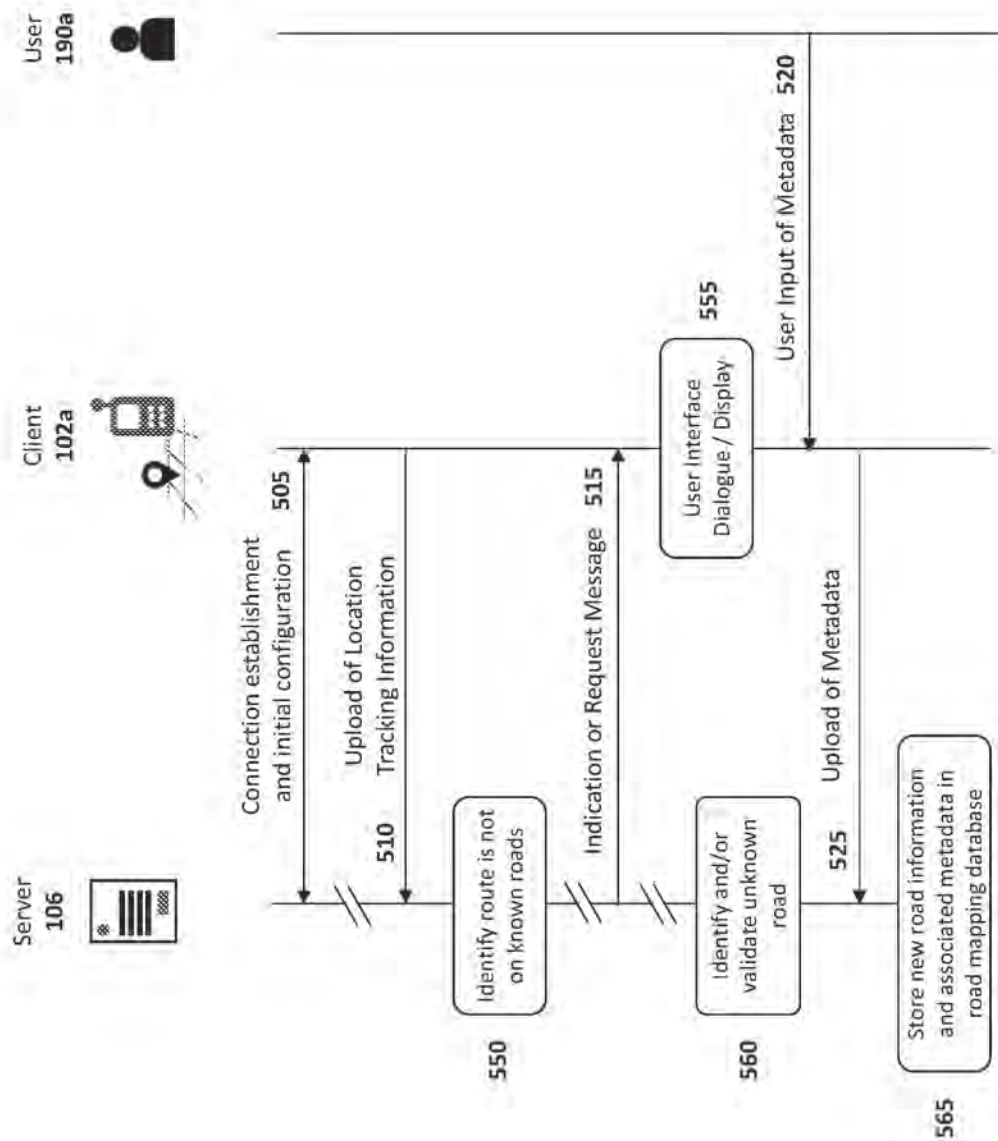 Server
106
Client
102a
User
190a
Connection establishment
and initial configuration
505
Upload of Location
Tracking Information
510
Identify route is not
on known roads
550
Indication or Request Message 515
User Interface
Dialogue / Display
555
Identify and/or
validate unknown
road
560
User Input of Metadata 520
Upload of Metadata
525
Store new road information
and associated metadata in
road mapping database
565